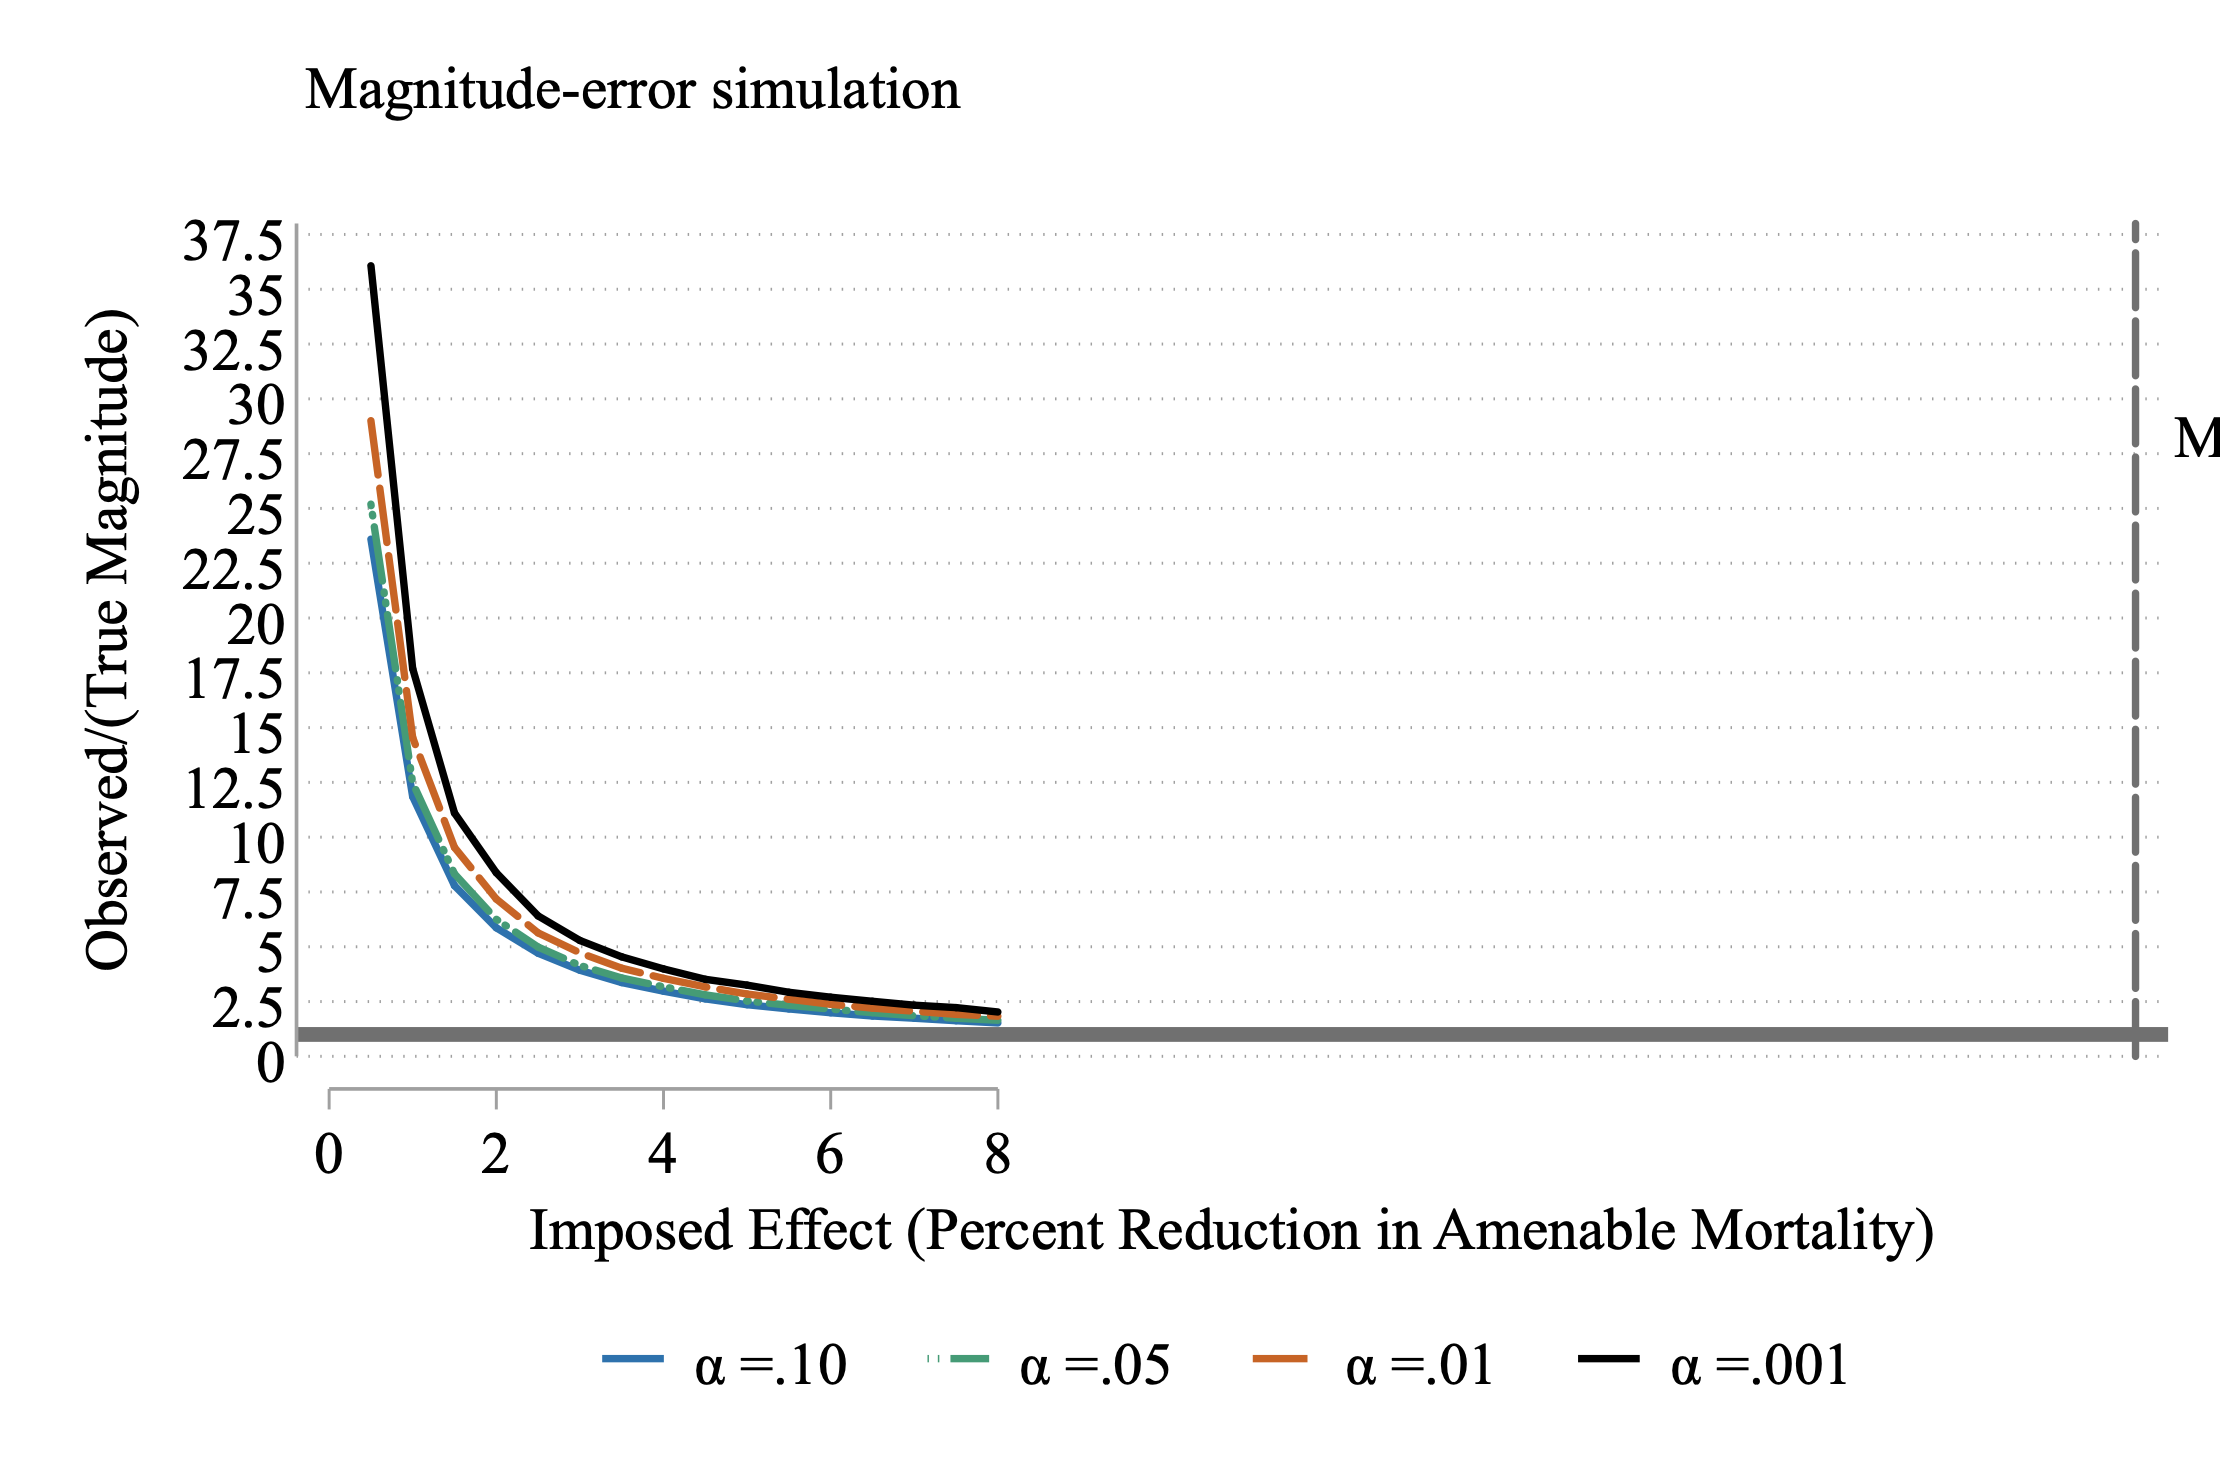 Magnitude-error simulation
Observed/(True Magnitude)
37.5
35
32.5
30
27.5
25
22.5
20
17.5
15
12.5
10
7.5
5
2.5
0
M
0 2 4 6 8
Imposed Effect (Percent Reduction in Amenable Mortality)
α =.10 α =.05 α =.01 α =.001